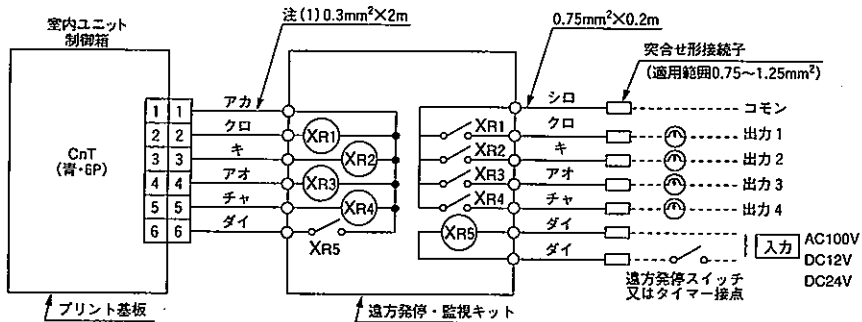 室内ユニット
制御箱
注(1)0.3mm²×2m
0.75mm²×0.2m
突合せ形接続子
(適用範囲0.75〜1.25mm²)
CnT
(青・6P)
1 1 アカ
2 2 クロ XR1
3 3 キ XR2
4 4 アオ XR3
5 5 チャ XR4
6 6 ダイ XR5
シロ コモン
XR1 クロ 出力1
XR2 キ 出力2
XR3 アオ 出力3
XR4 チャ 出力4
XR5 ダイ
ダイ
入力
AC100V
DC12V
DC24V
遠方発停スイッチ
又はタイマー接点
プリント基板
遠方発停・監視キット